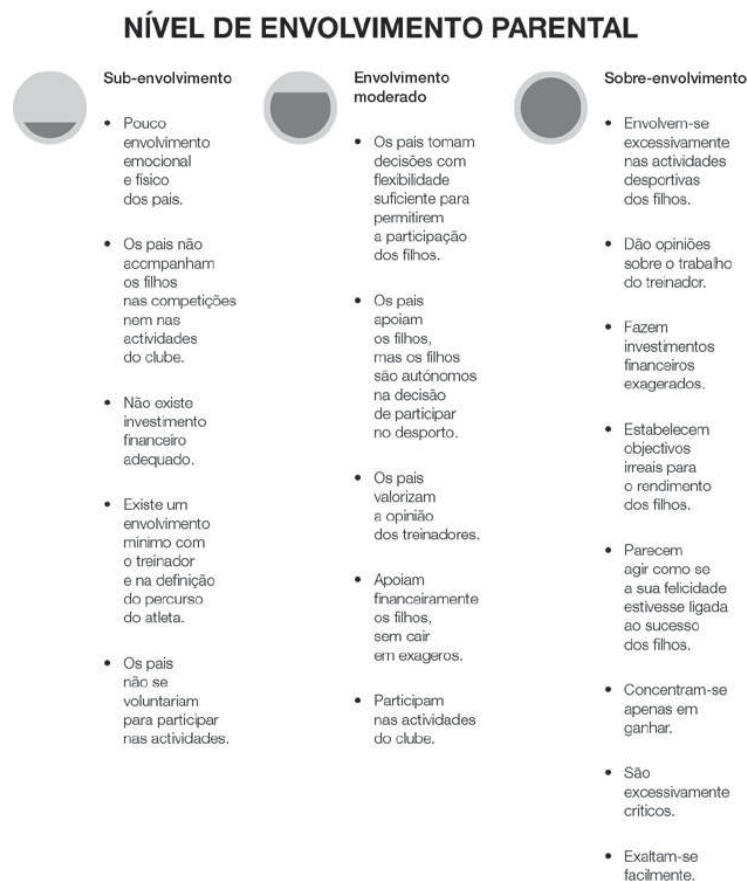 NÍVEL DE ENVOLVIMENTO PARENTAL
Sub-envolvimento
• Pouco
envolvimento
emocional
e físico
dos pais.
• Os pais não
acompanham
os filhos
nas competições
nem nas
actividades
do clube.
• Não existe
investimento
financeiro
adequado.
• Existe um
envolvimento
mínimo com
o treinador
e na definição
do percurso
do atleta.
• Os pais
não se
voluntariam
para participar
nas actividades.
Envolvimento
moderado
• Os pais tomam
decisões com
flexibilidade
suficiente para
permitirem
a participação
dos filhos.
• Os pais
apoiam
os filhos,
mas os filhos
são autónomos
na decisão
de participar
no desporto.
• Os pais
valorizam
a opinião
dos treinadores.
• Apoiam
financeiramente
os filhos,
sem cair
em exageros.
• Participam
nas actividades
do clube.
Sobre-envolvimento
• Envolvem-se
excessivamente
nas actividades
desportivas
dos filhos.
• Dão opiniões
sobre o trabalho
do treinador.
• Fazem
investimentos
financeiros
exagerados.
• Estabelecem
objectivos
irreais para
o rendimento
dos filhos.
• Parecem
agir como se
a sua felicidade
estivesse ligada
ao sucesso
dos filhos.
• Concentram-se
apenas em
ganhar.
• São
excessivamente
críticos.
• Exaltam-se
facilmente.